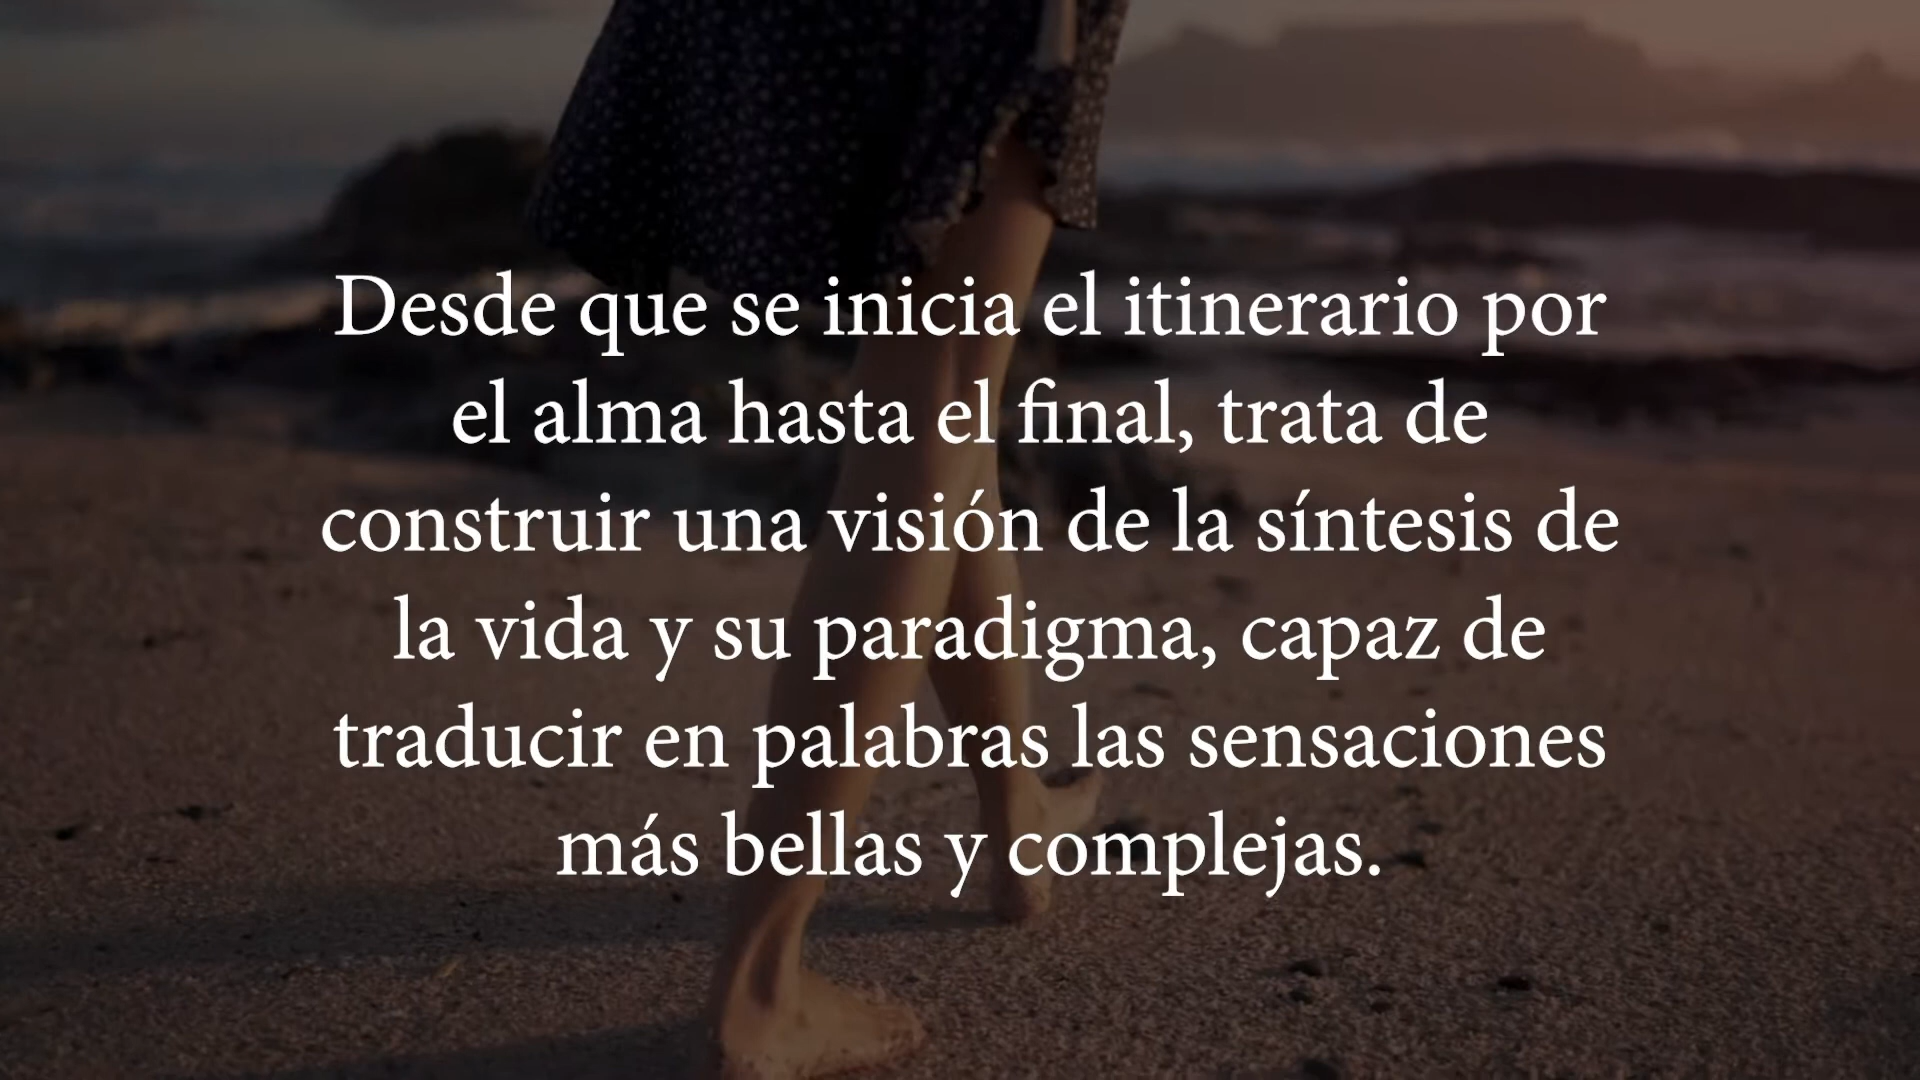 Desde que se inicia el itinerario por
el alma hasta el final, trata de
construir una visión de la síntesis de
la vida y su paradigma, capaz de
traducir en palabras las sensaciones
más bellas y complejas.